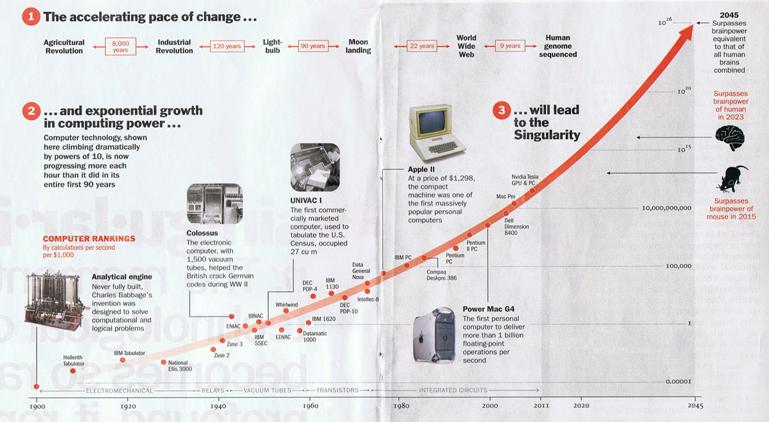 1 The accelerating pace of change ...
Agricultural
Revolution
8,000
years
Industrial
Revolution
120 years
Light-
bulb
90 years
Moon
landing
22 years
World
Wide
Web
9 years
Human
genome
sequenced
2 ... and exponential growth
in computing power ...
Computer technology, shown
here climbing dramatically
by powers of 10, is now
progressing more each
hour than it did in its
entire first 90 years
COMPUTER RANKINGS
By calculations per second
per $1,000
Analytical engine
Never fully built,
Charles Babbage's
invention was
designed to solve
computational and
logical problems
Colossus
The electronic
computer, with
1,500 vacuum
tubes, helped the
British crack German
codes during WW II
UNIVAC I
The first commer-
cially marketed
computer, used to
tabulate the U.S.
Census, occupied
27 cu m
Apple II
At a price of $1,298,
the compact
machine was one of
the first massively
popular personal
computers
3 ... will lead
to the
Singularity
Power Mac G4
The first personal
computer to deliver
more than 1 billion
floating-point
operations per
second
2045
Surpasses
brainpower
equivalent
to that of
all human
brains
combined
Surpasses
brainpower
of human
in 2023
Surpasses
brainpower of
mouse in 2015
10²⁶
10²⁰
10¹⁵
10,000,000,000
100,000
0.00001
Hollerith
Tabulator
IBM Tabulator
National
Ellis 3000
Zuse 2
Zuse 3
ENIAC
BINAC
IBM
SSEC
Whirlwind
EDVAC
DEC
PDP-4
IBM 1620
Datamatic
1000
IBM
1130
DEC
PDP-10
Data
General
Nova
Intellec-8
IBM PC
Compaq
Deskpro 386
Pentium
PC
Pentium
II PC
Mac Pro
Dell
Dimension
8400
Nvidia Tesla
GPU & PC
ELECTROMECHANICAL
RELAYS
VACUUM TUBES
TRANSISTORS
INTEGRATED CIRCUITS
1900
1920
1940
1960
1980
2000
2011
2020
2045